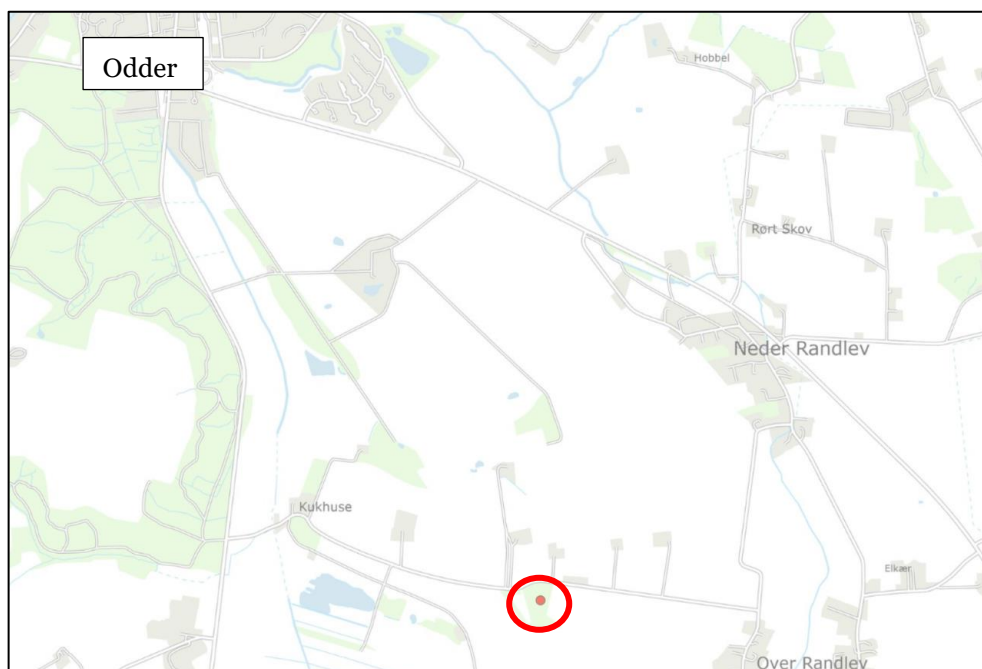 Odder
Hobbel
Rørt Skov
Neder Randlev
Kukhuse
Elkær
Over Randlev